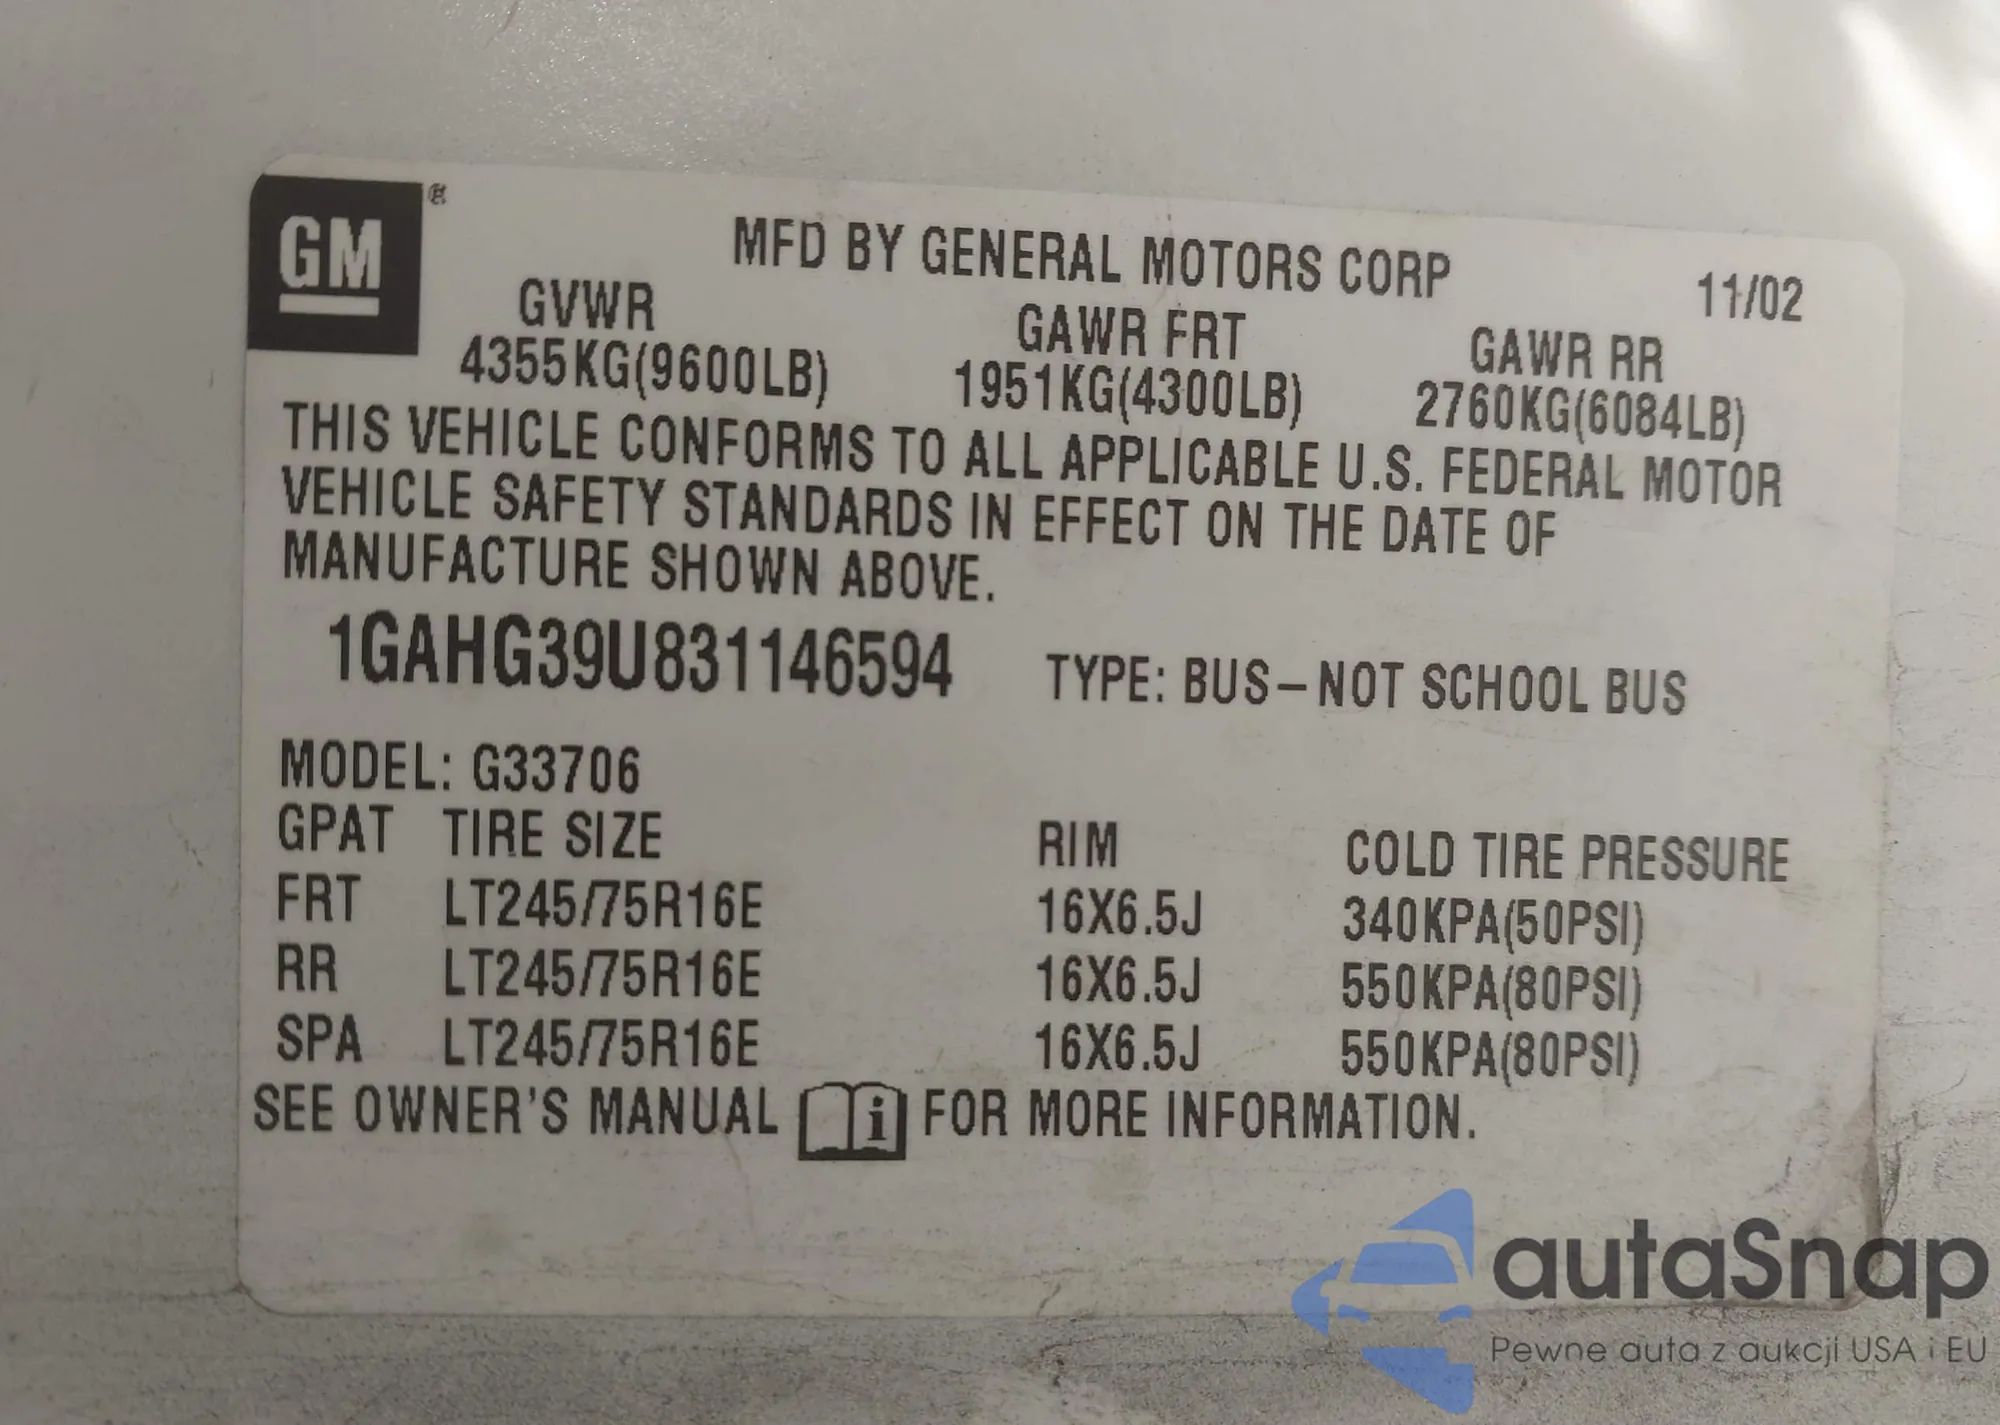 GM®
MFD BY GENERAL MOTORS CORP 11/02
GVWR GAWR FRT GAWR RR
4355KG(9600LB) 1951KG(4300LB) 2760KG(6084LB)
THIS VEHICLE CONFORMS TO ALL APPLICABLE U.S. FEDERAL MOTOR
VEHICLE SAFETY STANDARDS IN EFFECT ON THE DATE OF
MANUFACTURE SHOWN ABOVE.
1GAHG39U831146594 TYPE: BUS-NOT SCHOOL BUS
MODEL: G33706
GPAT TIRE SIZE RIM COLD TIRE PRESSURE
FRT LT245/75R16E 16X6.5J 340KPA(50PSI)
RR LT245/75R16E 16X6.5J 550KPA(80PSI)
SPA LT245/75R16E 16X6.5J 550KPA(80PSI)
SEE OWNER'S MANUAL i FOR MORE INFORMATION.
autaSnap
Pewne auta z aukcji USA i EU